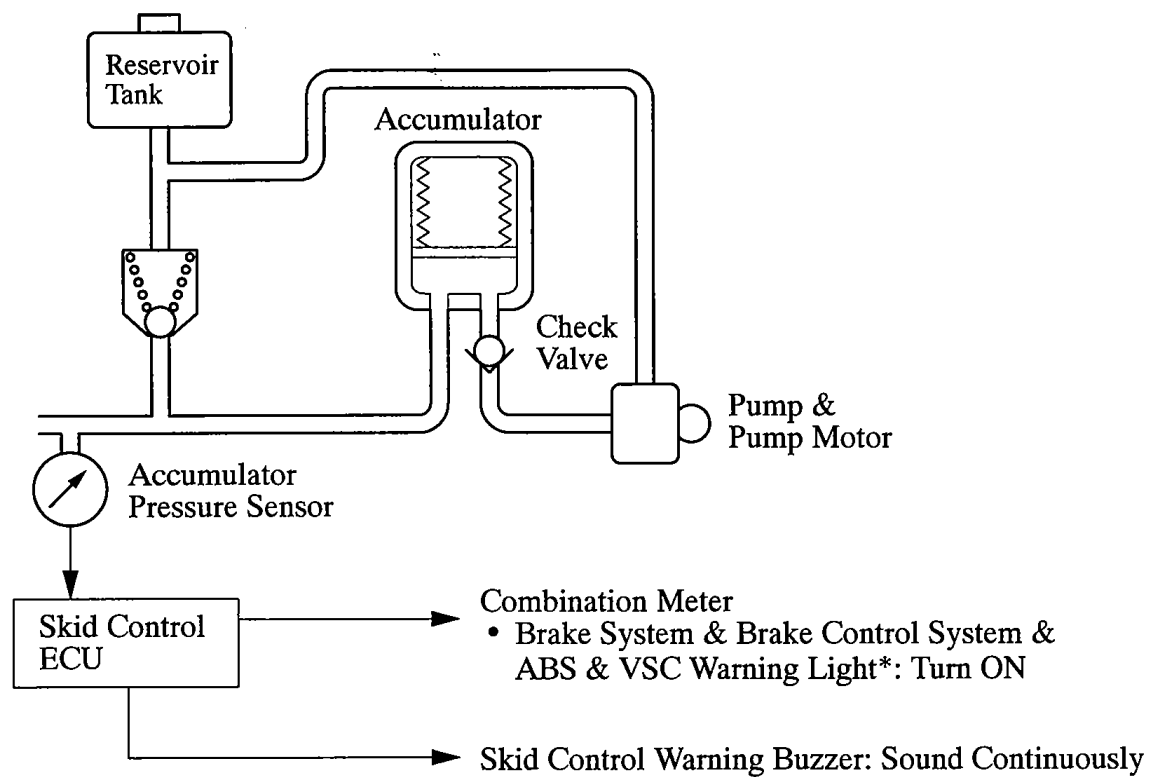 Reservoir
Tank
Accumulator
Check
Valve
Pump &
Pump Motor
Accumulator
Pressure Sensor
Skid Control
ECU
Combination Meter
• Brake System & Brake Control System &
ABS & VSC Warning Light*: Turn ON
Skid Control Warning Buzzer: Sound Continuously